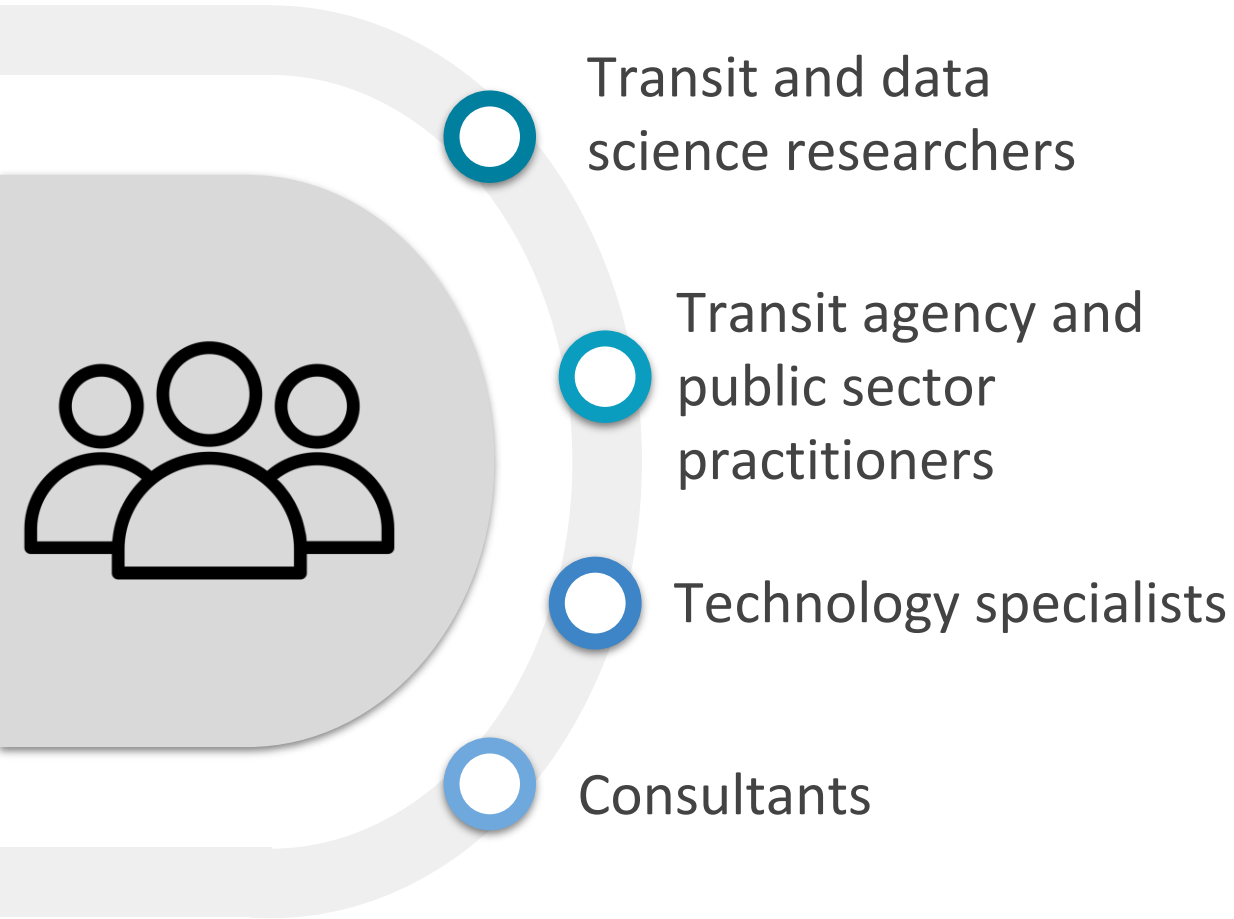 Transit and data
science researchers
Transit agency and
public sector
practitioners
Technology specialists
Consultants